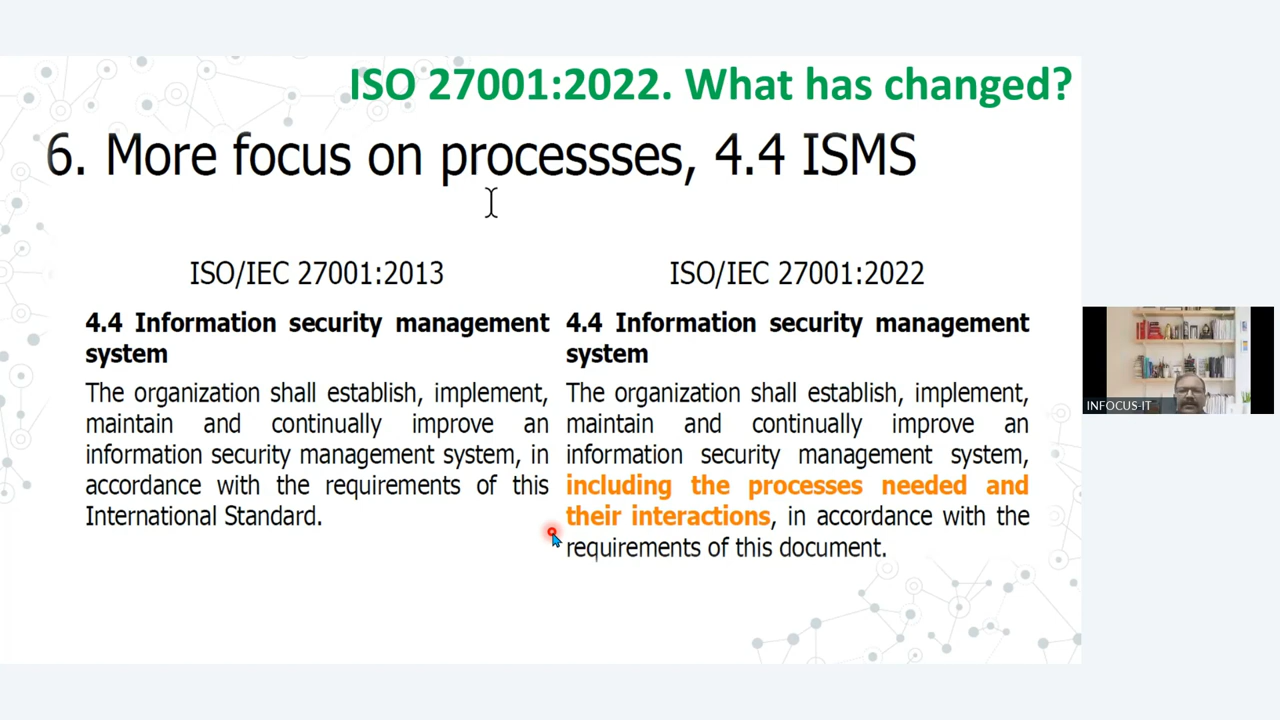 ISO 27001:2022. What has changed?
6. More focus on processses, 4.4 ISMS
ISO/IEC 27001:2013
4.4 Information security management
system
The organization shall establish, implement,
maintain and continually improve an
information security management system, in
accordance with the requirements of this
International Standard.
ISO/IEC 27001:2022
4.4 Information security management
system
The organization shall establish, implement,
maintain and continually improve an
information security management system,
including the processes needed and
their interactions, in accordance with the
requirements of this document.
INFOCUS-IT